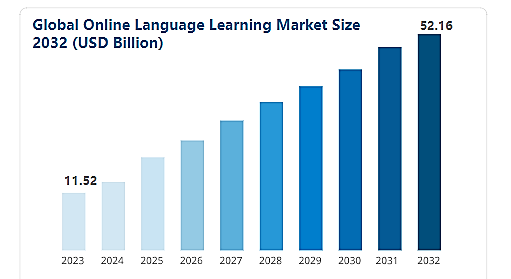 Global Online Language Learning Market Size
2032 (USD Billion)
52.16
11.52
2023 2024 2025 2026 2027 2028 2029 2030 2031 2032